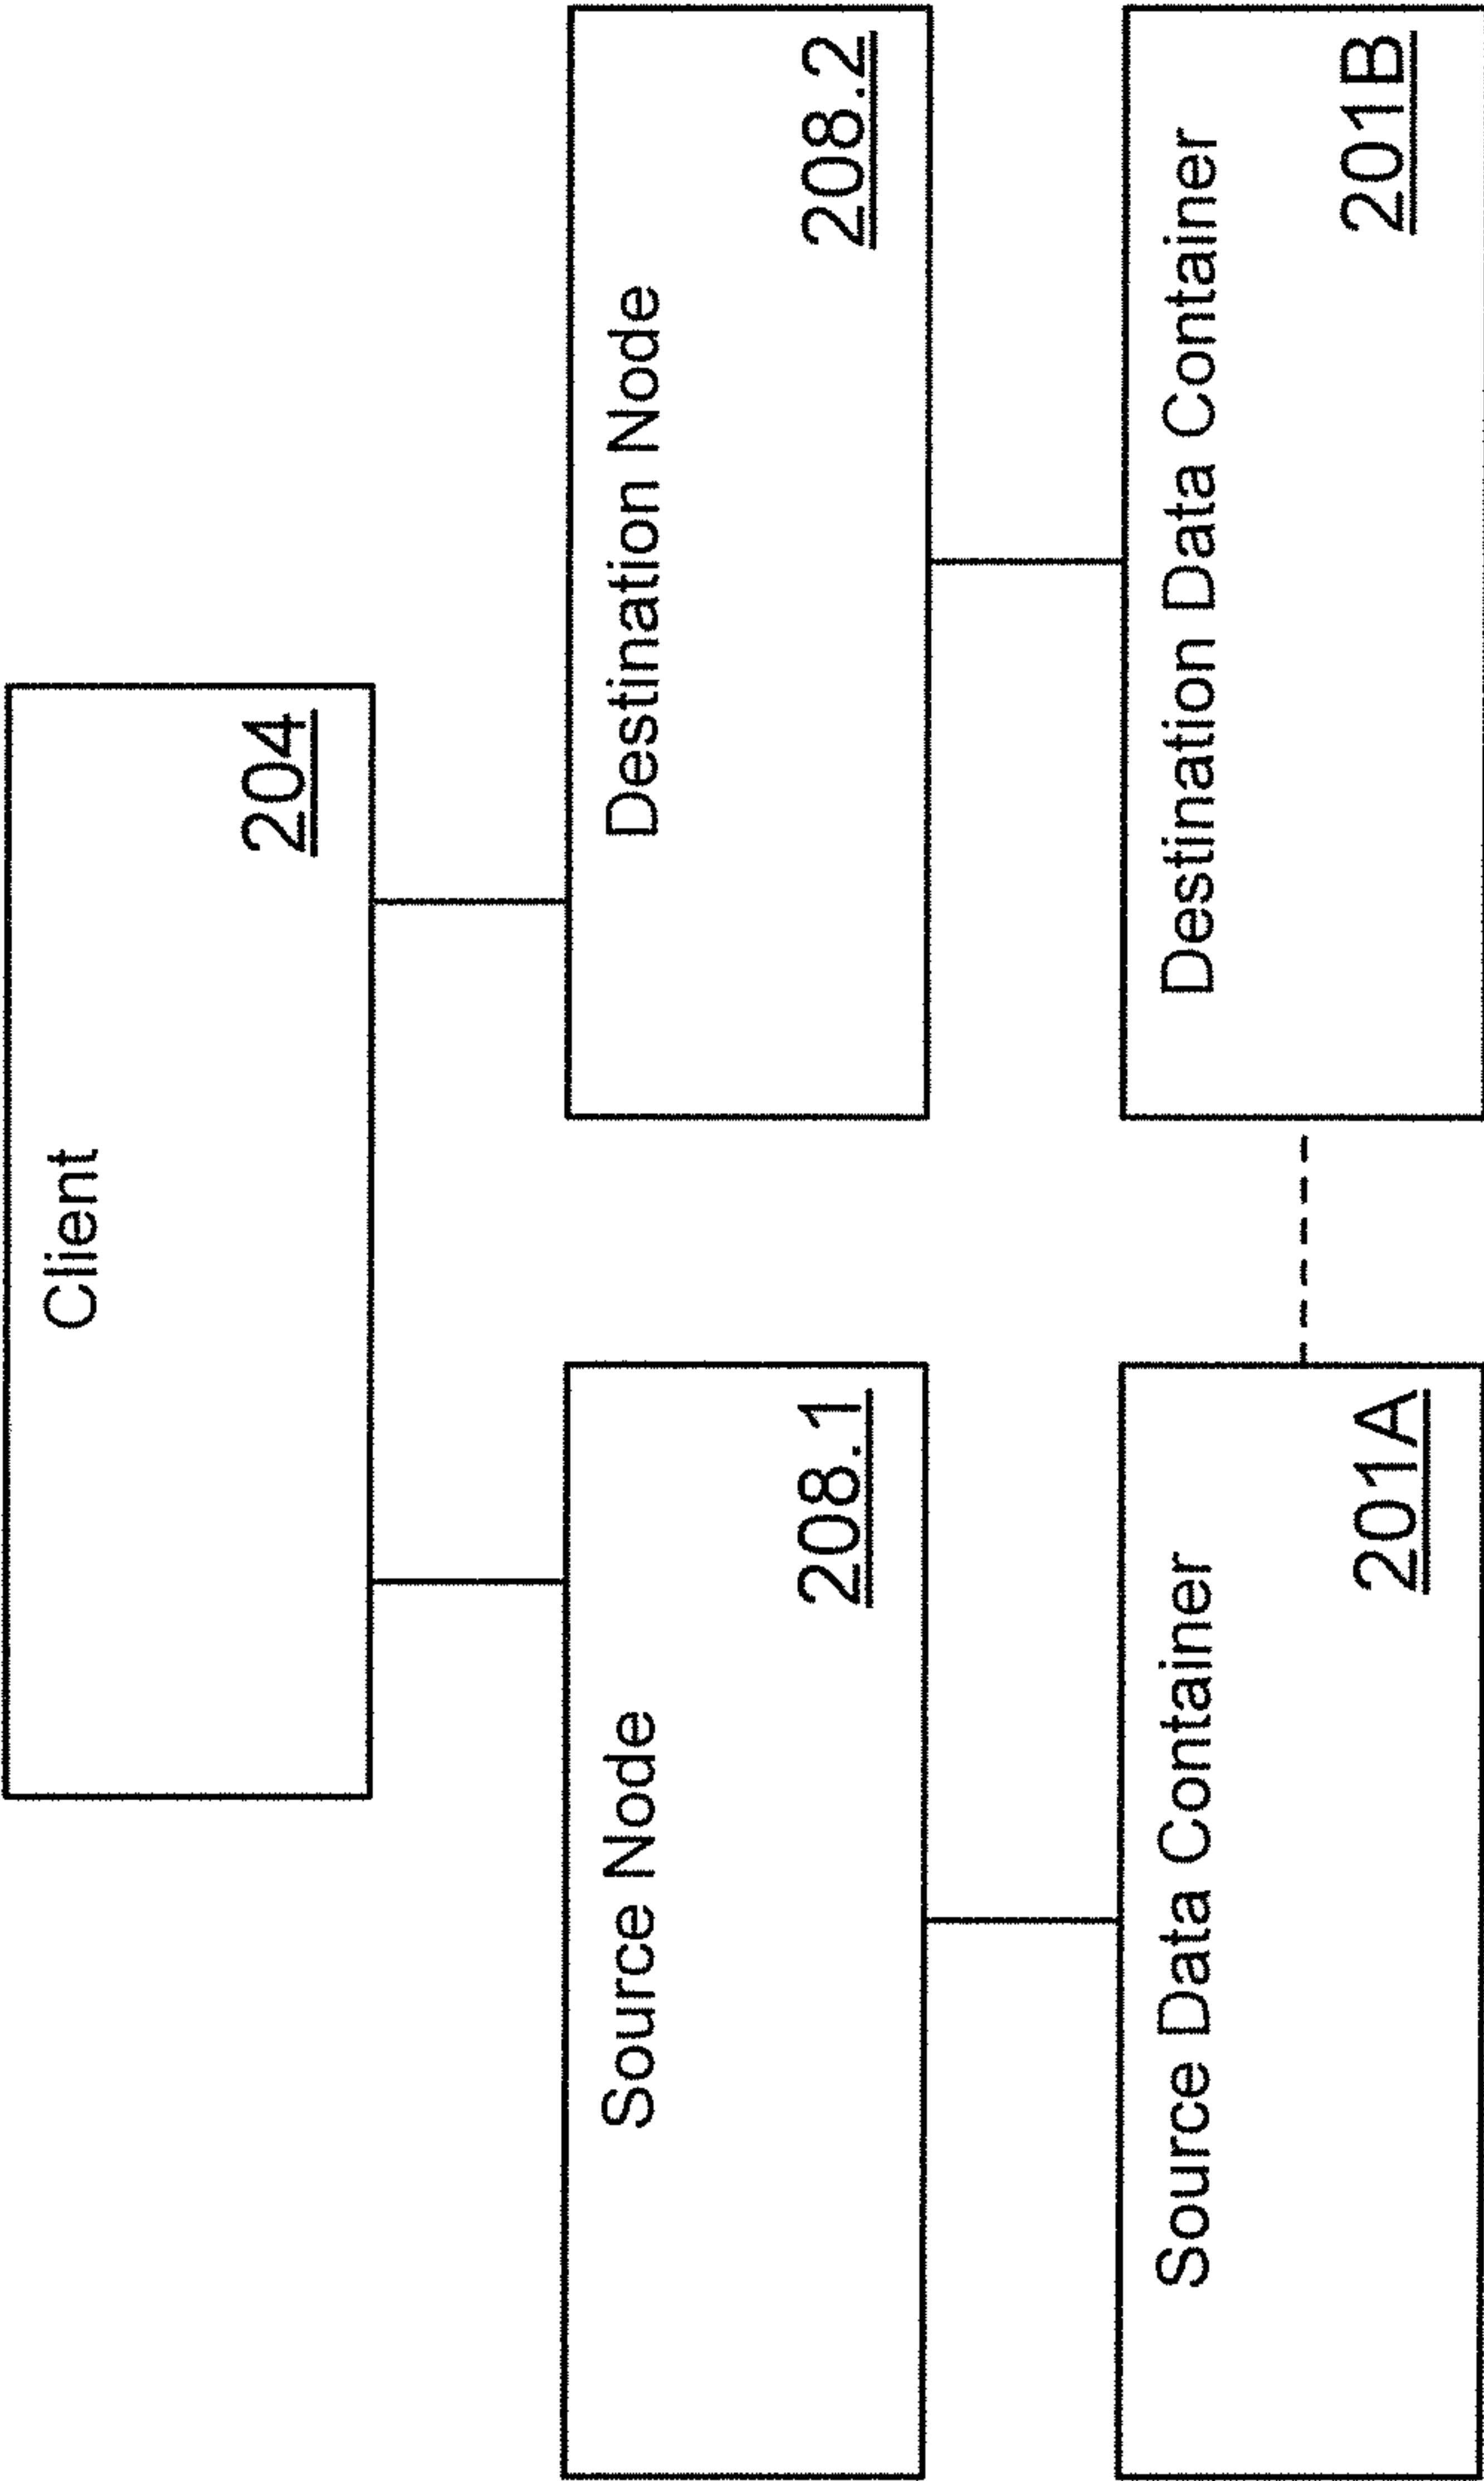 Client
204
Source Node
208.1
Destination Node
208.2
Source Data Container
201A
Destination Data Container
201B